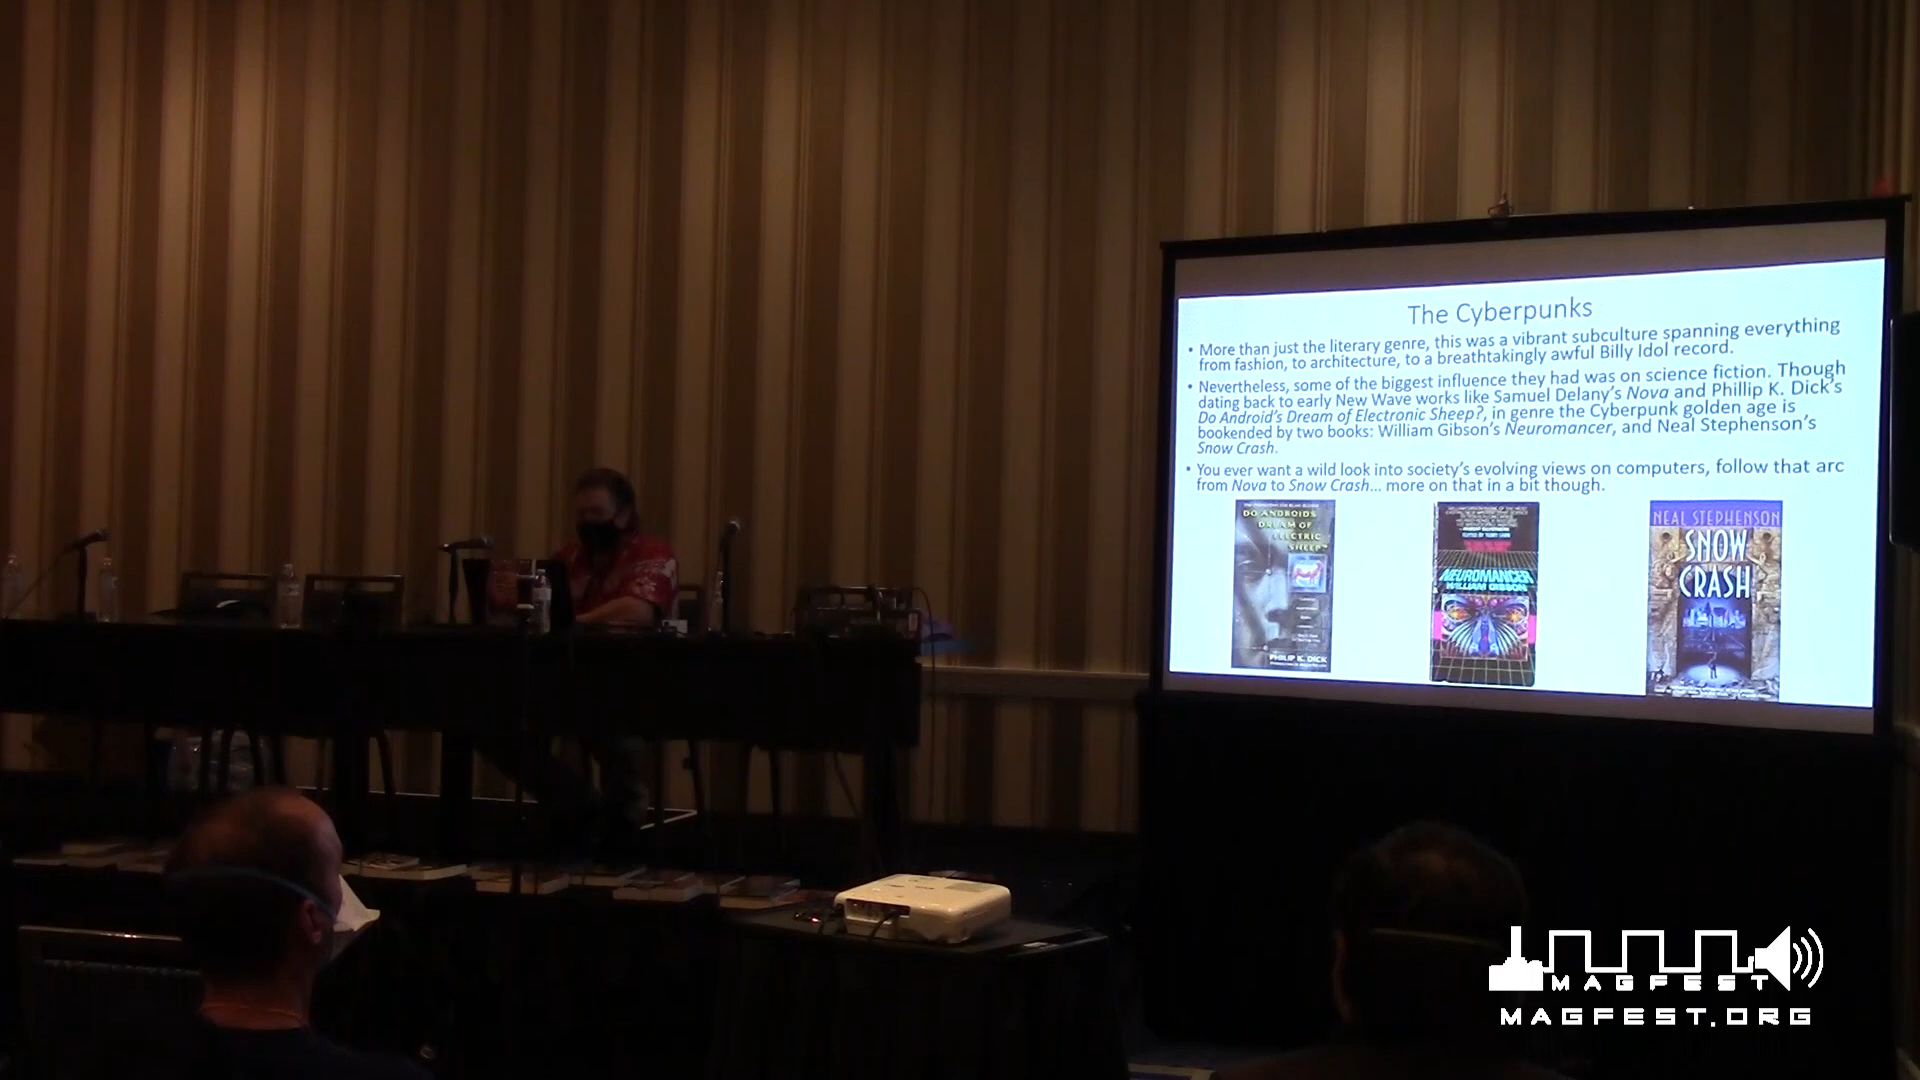 The Cyberpunks
• More than just the literary genre, this was a vibrant subculture spanning everything
from fashion, to architecture, to a breathtakingly awful Billy Idol record.
• Nevertheless, some of the biggest influence they had was on science fiction. Though
dating back to early New Wave works like Samuel Delany's Nova and Phillip K. Dick's
Do Android's Dream of Electronic Sheep?, in genre the Cyberpunk golden age is
bookended by two books: William Gibson's Neuromancer, and Neal Stephenson's
Snow Crash.
• You ever want a wild look into society's evolving views on computers, follow that arc
from Nova to Snow Crash... more on that in a bit though.
DO ANDROIDS
DREAM OF
ELECTRIC
SHEEP
PHILIP K. DICK
NEUROMANCER
WILLIAM GIBSON
NEAL STEPHENSON
SNOW
CRASH
MAGFEST
MAGFEST.ORG